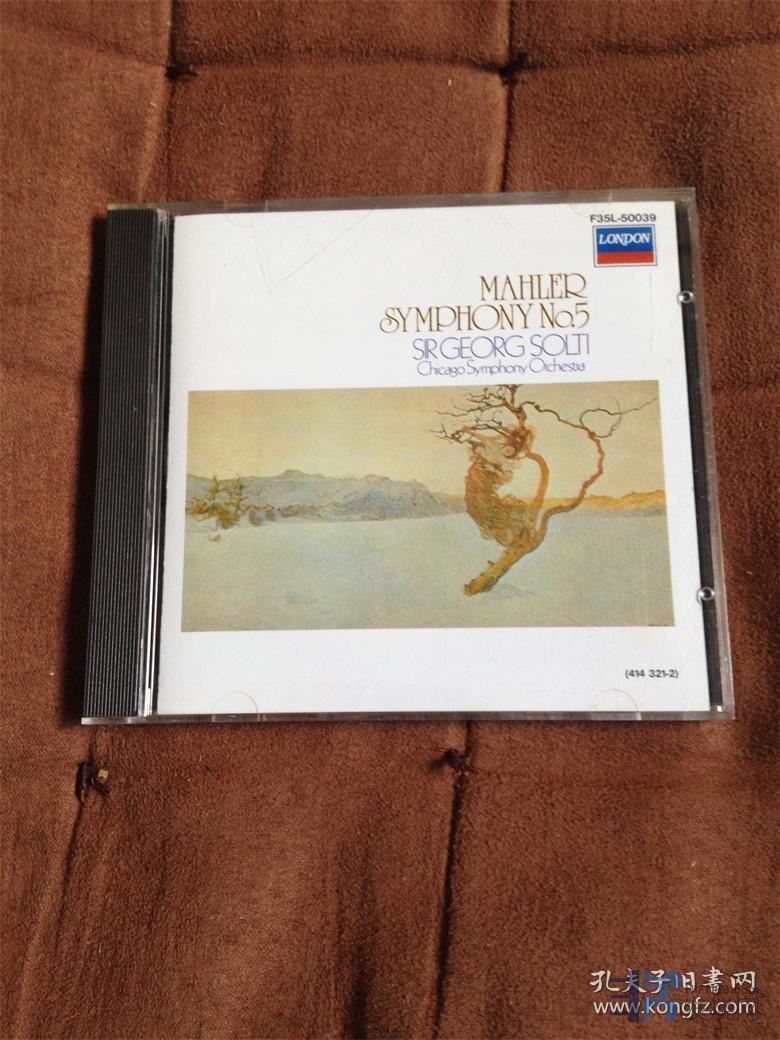 F35L-50039
LONDON
MAHLER
SYMPHONY No.5
SIR GEORG SOLTI
Chicago Symphony Orchestra
(414 321-2)
孔夫子旧書网
www.kongfz.com